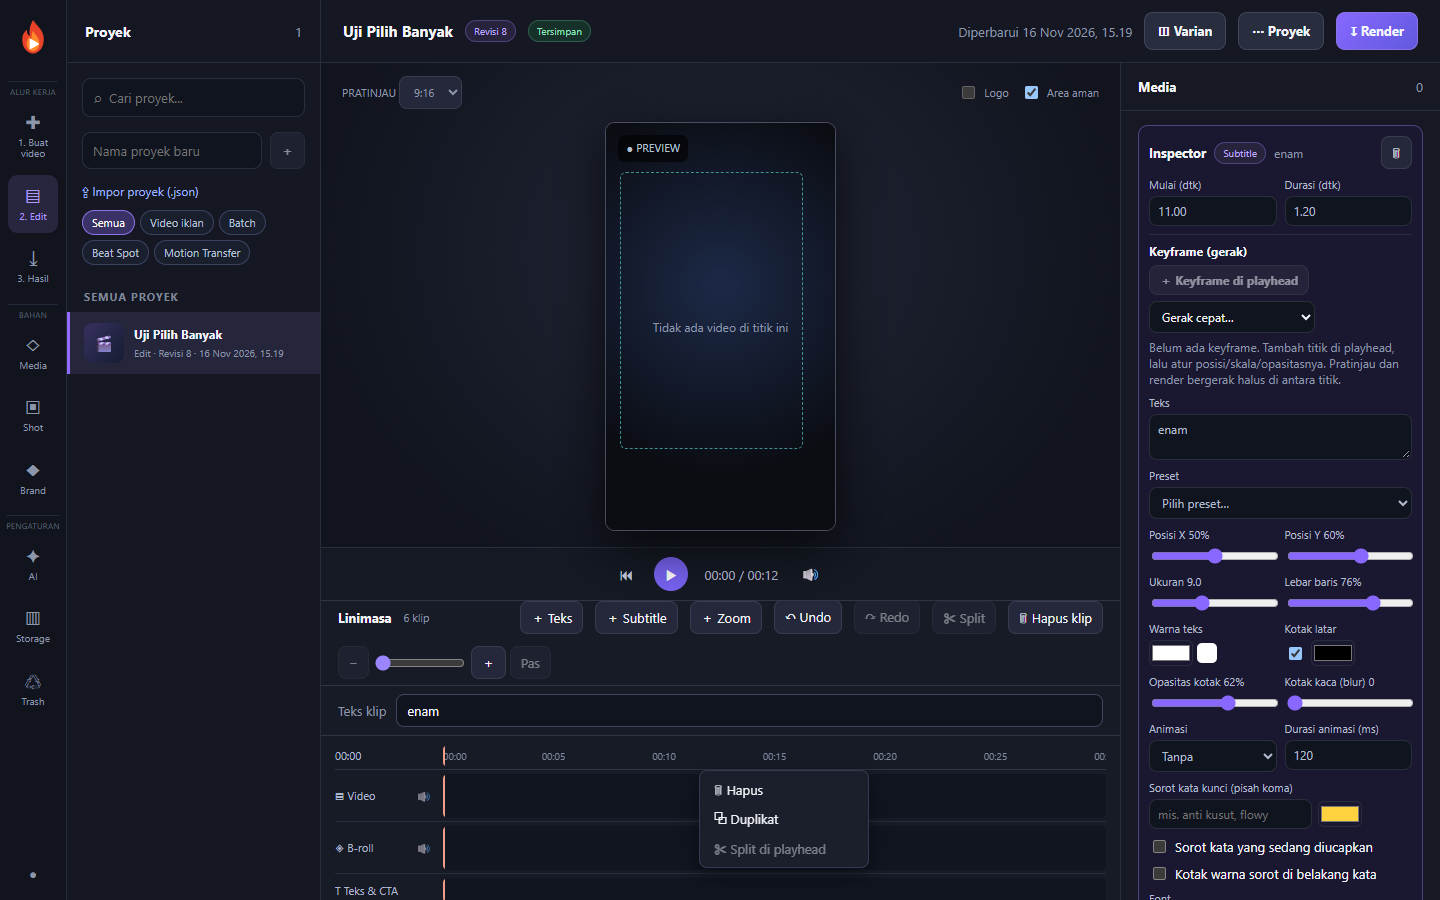 ALUR KERJA
1. Buat video
2. Edit
3. Hasil
BAHAN
Media
Shot
Brand
PENGATURAN
AI
Storage
Trash
Proyek 1
Cari proyek...
Nama proyek baru +
Impor proyek (.json)
Semua Video iklan Batch
Beat Spot Motion Transfer
SEMUA PROYEK
Uji Pilih Banyak
Edit · Revisi 8 · 16 Nov 2026, 15.19
Uji Pilih Banyak Revisi 8 Tersimpan
Diperbarui 16 Nov 2026, 15.19 Varian ··· Proyek Render
PRATINJAU 9:16 Logo Area aman
PREVIEW
Tidak ada video di titik ini
00:00 / 00:12
Linimasa 6 klip + Teks + Subtitle + Zoom Undo Redo Split Hapus klip
− + Pas
Teks klip enam
00:00 00:00 00:05 00:10 00:15 00:20 00:25 00:
Video
B-roll
T Teks & CTA
Hapus
Duplikat
Split di playhead
Media 0
Inspector Subtitle enam
Mulai (dtk) Durasi (dtk)
11.00 1.20
Keyframe (gerak)
+ Keyframe di playhead
Gerak cepat...
Belum ada keyframe. Tambah titik di playhead,
lalu atur posisi/skala/opasitasnya. Pratinjau dan
render bergerak halus di antara titik.
Teks
enam
Preset
Pilih preset...
Posisi X 50% Posisi Y 60%
Ukuran 9.0 Lebar baris 76%
Warna teks Kotak latar
Opasitas kotak 62% Kotak kaca (blur) 0
Animasi Durasi animasi (ms)
Tanpa 120
Sorot kata kunci (pisah koma)
mis. anti kusut, flowy
Sorot kata yang sedang diucapkan
Kotak warna sorot di belakang kata
Font